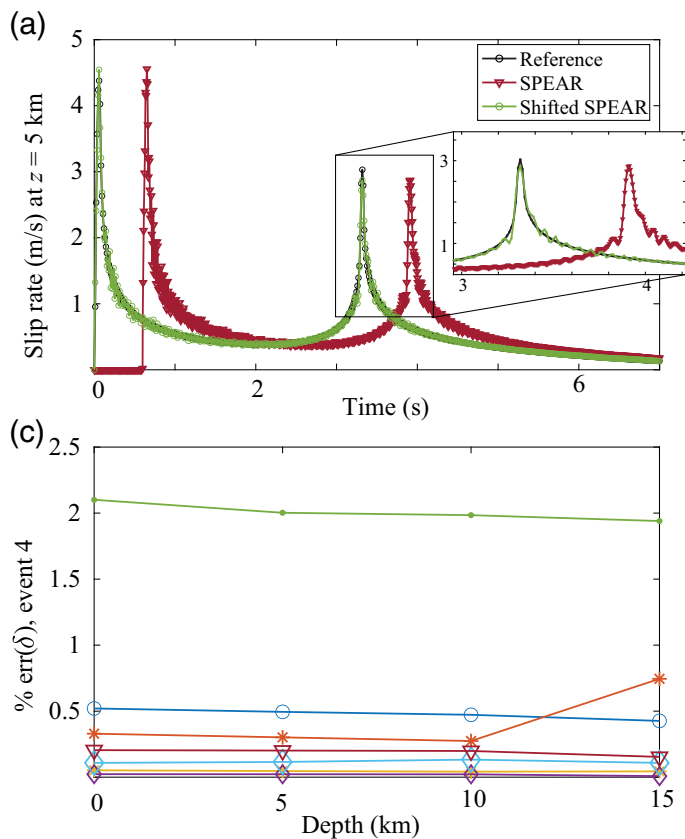 (a)
5
4
3
2
1
Slip rate (m/s) at z = 5 km
Reference
SPEAR
Shifted SPEAR
3
1
3
4
0
2
6
Time (s)
(c)
2.5
2
1.5
1
0.5
% err(δ), event 4
0
5
10
15
Depth (km)